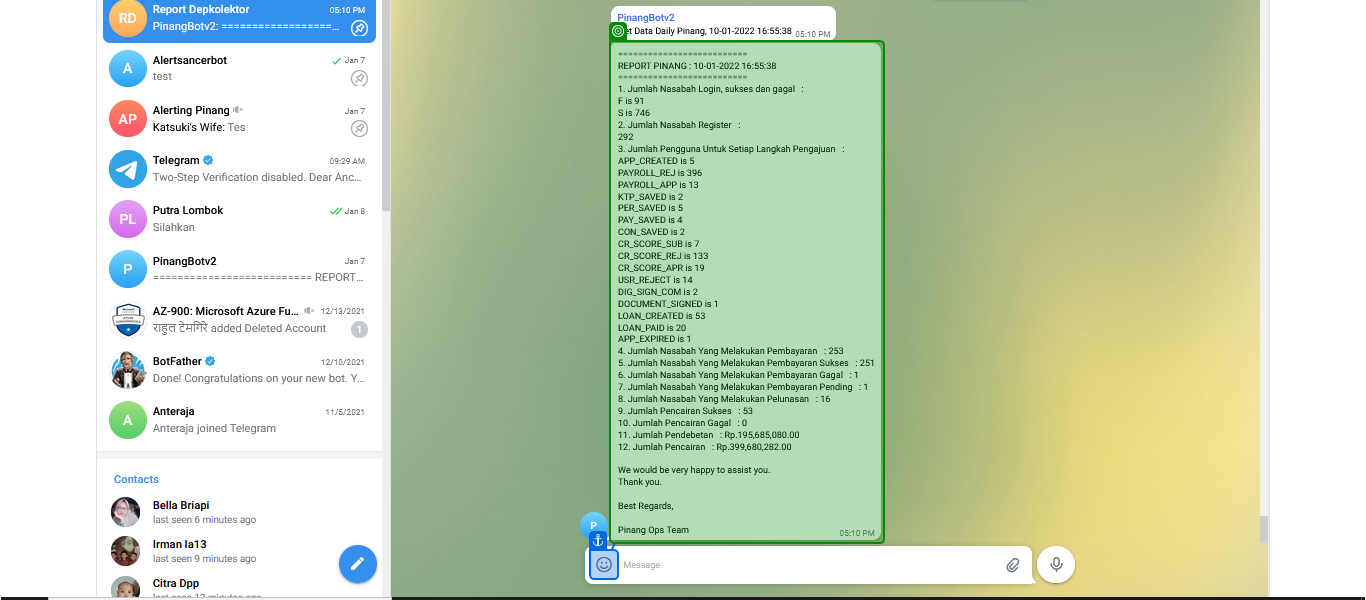 RD
Report Depkolektor
05:10 PM
PinangBotv2: ==================...
A
Alertsancerbot
Jan 7
test
AP
Alerting Pinang
Jan 7
Katsuki's Wife: Tes
Telegram
09:29 AM
Two-Step Verification disabled. Dear Anc...
PL
Putra Lombok
Jan 8
Silahkan
P
PinangBotv2
Jan 7
========================== REPORT...
AZ-900: Microsoft Azure Fu...
12/13/2021
राहुल टेमगिरे added Deleted Account
1
BotFather
12/10/2021
Done! Congratulations on your new bot. Y...
A
Anteraja
11/5/2021
Anteraja joined Telegram
Contacts
Bella Briapi
last seen 6 minutes ago
Irman Ia13
last seen 9 minutes ago
Citra Dpp
last seen 12 minutes ago
PinangBotv2
et Data Daily Pinang, 10-01-2022 16:55:38
05:10 PM
==========================
REPORT PINANG : 10-01-2022 16:55:38
==========================
1. Jumlah Nasabah Login, sukses dan gagal :
F is 91
S is 746
2. Jumlah Nasabah Register :
292
3. Jumlah Pengguna Untuk Setiap Langkah Pengajuan :
APP_CREATED is 5
PAYROLL_REJ is 396
PAYROLL_APP is 13
KTP_SAVED is 2
PER_SAVED is 5
PAY_SAVED is 4
CON_SAVED is 2
CR_SCORE_SUB is 7
CR_SCORE_REJ is 133
CR_SCORE_APR is 19
USR_REJECT is 14
DIG_SIGN_COM is 2
DOCUMENT_SIGNED is 1
LOAN_CREATED is 53
LOAN_PAID is 20
APP_EXPIRED is 1
4. Jumlah Nasabah Yang Melakukan Pembayaran : 253
5. Jumlah Nasabah Yang Melakukan Pembayaran Sukses : 251
6. Jumlah Nasabah Yang Melakukan Pembayaran Gagal : 1
7. Jumlah Nasabah Yang Melakukan Pembayaran Pending : 1
8. Jumlah Nasabah Yang Melakukan Pelunasan : 16
9. Jumlah Pencairan Sukses : 53
10. Jumlah Pencairan Gagal : 0
11. Jumlah Pendebetan : Rp.195,685,080.00
12. Jumlah Pencairan : Rp.399,680,282.00
We would be very happy to assist you.
Thank you.
Best Regards,
Pinang Ops Team
05:10 PM
P
Message